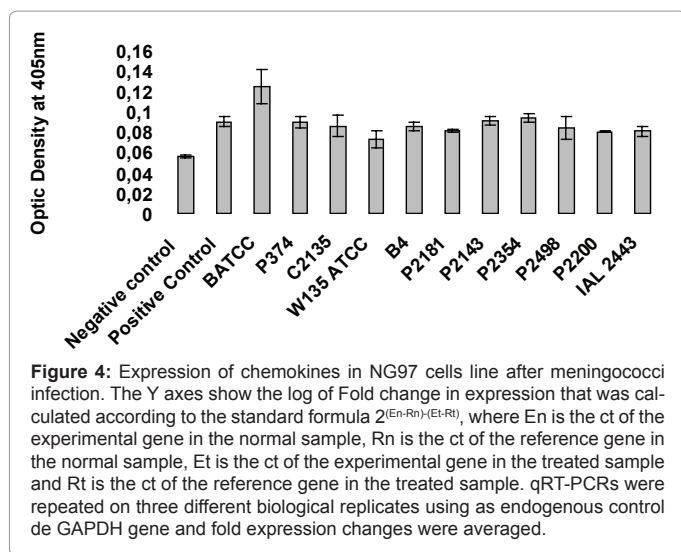 0,16
0,14
0,12
0,1
0,08
0,06
0,04
0,02
0
Optic Density at 405nm
Negative control
Positive Control
BATCC
P374
C2135
W135 ATCC
B4
P2181
P2143
P2354
P2498
P2200
IAL 2443
Figure 4: Expression of chemokines in NG97 cells line after meningococci
infection. The Y axes show the log of Fold change in expression that was cal-
culated according to the standard formula 2(En-Rn)-(Et-Rt), where En is the ct of the
experimental gene in the normal sample, Rn is the ct of the reference gene in
the normal sample, Et is the ct of the experimental gene in the treated sample
and Rt is the ct of the reference gene in the treated sample. qRT-PCRs were
repeated on three different biological replicates using as endogenous control
de GAPDH gene and fold expression changes were averaged.